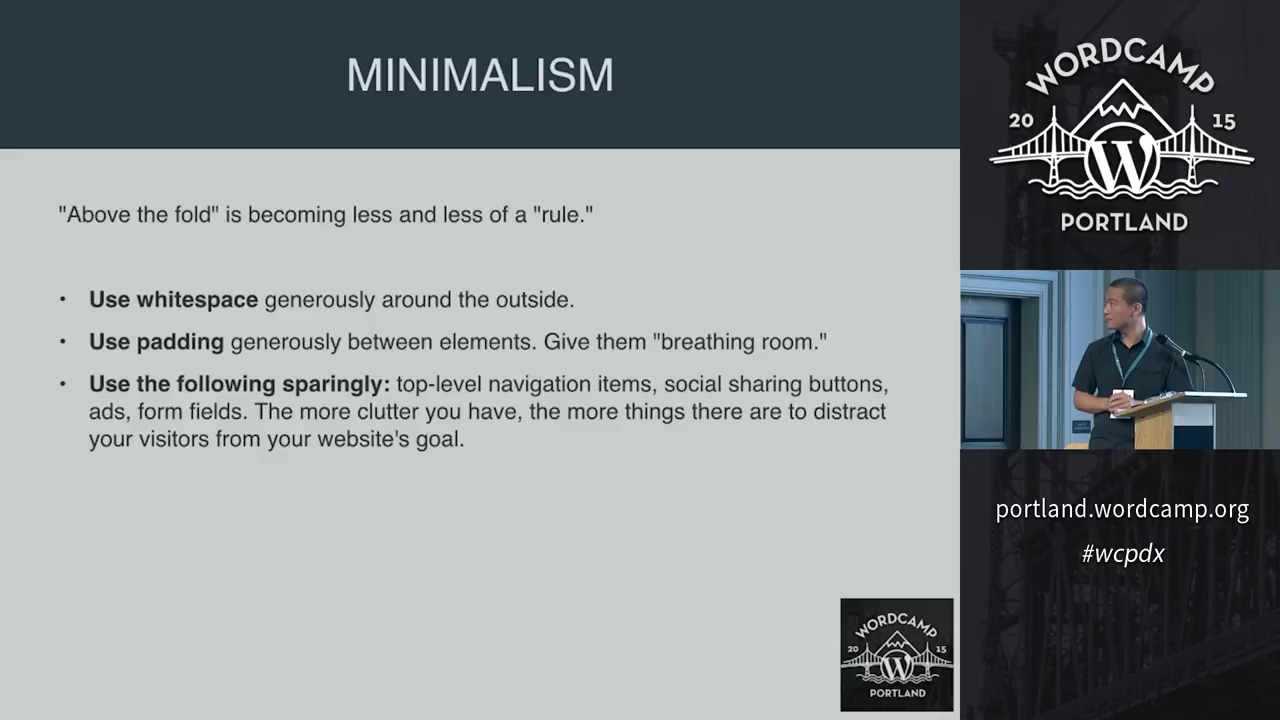 MINIMALISM
"Above the fold" is becoming less and less of a "rule."
• Use whitespace generously around the outside.
• Use padding generously between elements. Give them "breathing room."
• Use the following sparingly: top-level navigation items, social sharing buttons,
ads, form fields. The more clutter you have, the more things there are to distract
your visitors from your website's goal.
WORDCAMP
20 15
W
PORTLAND
WORDCAMP
20 15
W
PORTLAND
portland.wordcamp.org
#wcpdx